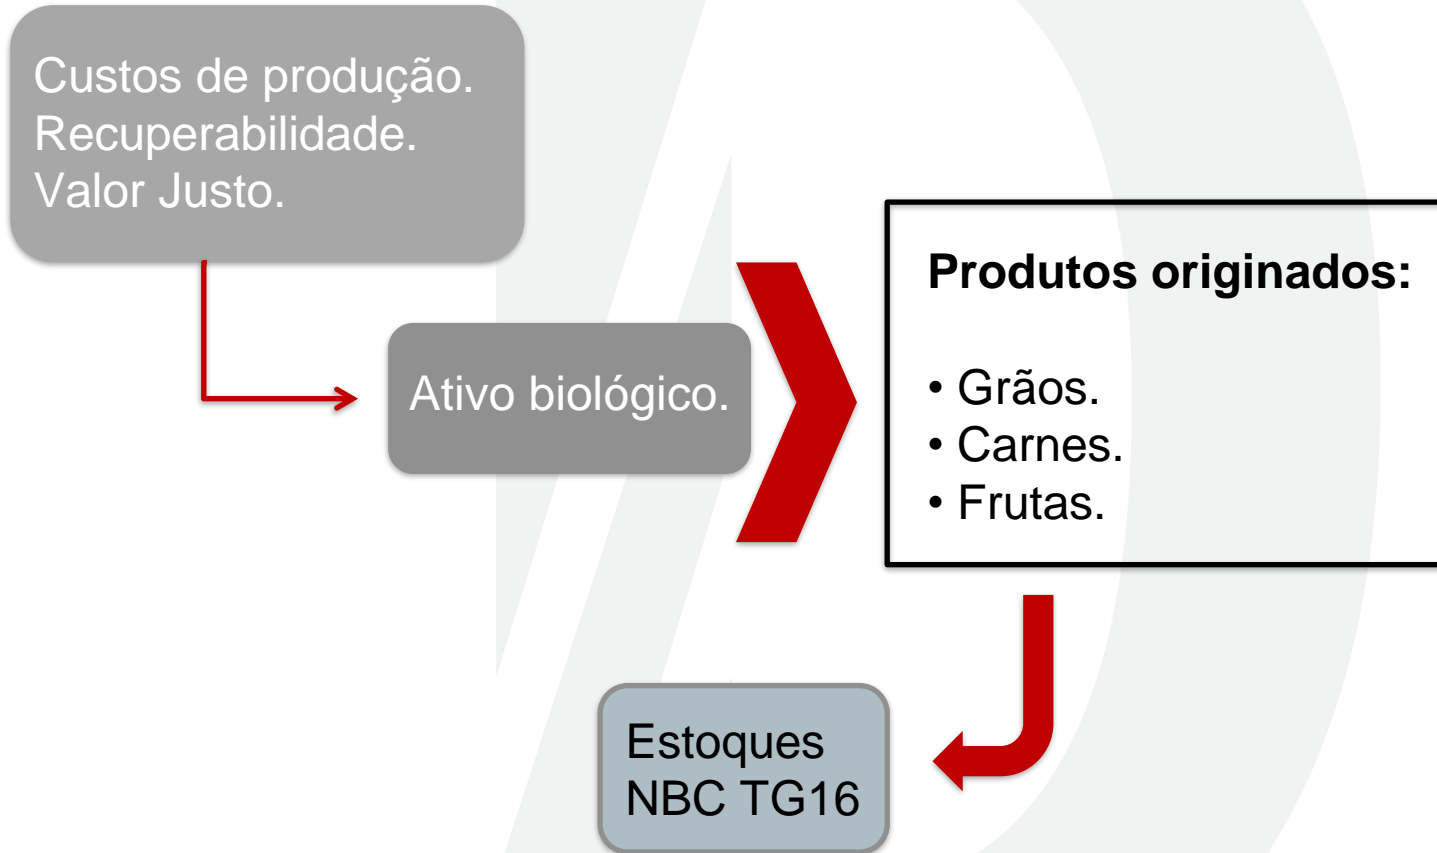 Custos de produção.
Recuperabilidade.
Valor Justo.
Ativo biológico.
Produtos originados:
• Grãos.
• Carnes.
• Frutas.
Estoques
NBC TG16